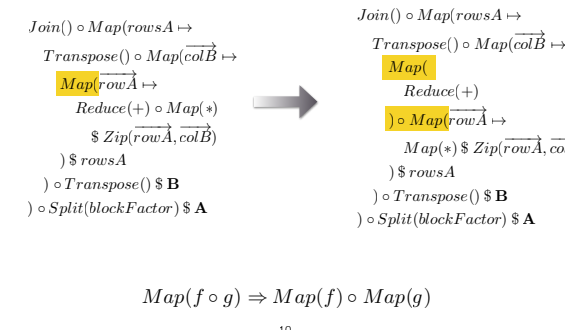 Join() ∘ Map(rowsA ↦
Transpose() ∘ Map(colB ↦
Map(rowA ↦
Reduce(+) ∘ Map(*)
$ Zip(rowA, colB)
) $ rowsA
) ∘ Transpose() $ B
) ∘ Split(blockFactor) $ A
Join() ∘ Map(rowsA ↦
Transpose() ∘ Map(colB ↦
Map(
Reduce(+)
) ∘ Map(rowA ↦
Map(*) $ Zip(rowA, co
) $ rowsA
) ∘ Transpose() $ B
) ∘ Split(blockFactor) $ A
Map(f ∘ g) ⇒ Map(f) ∘ Map(g)